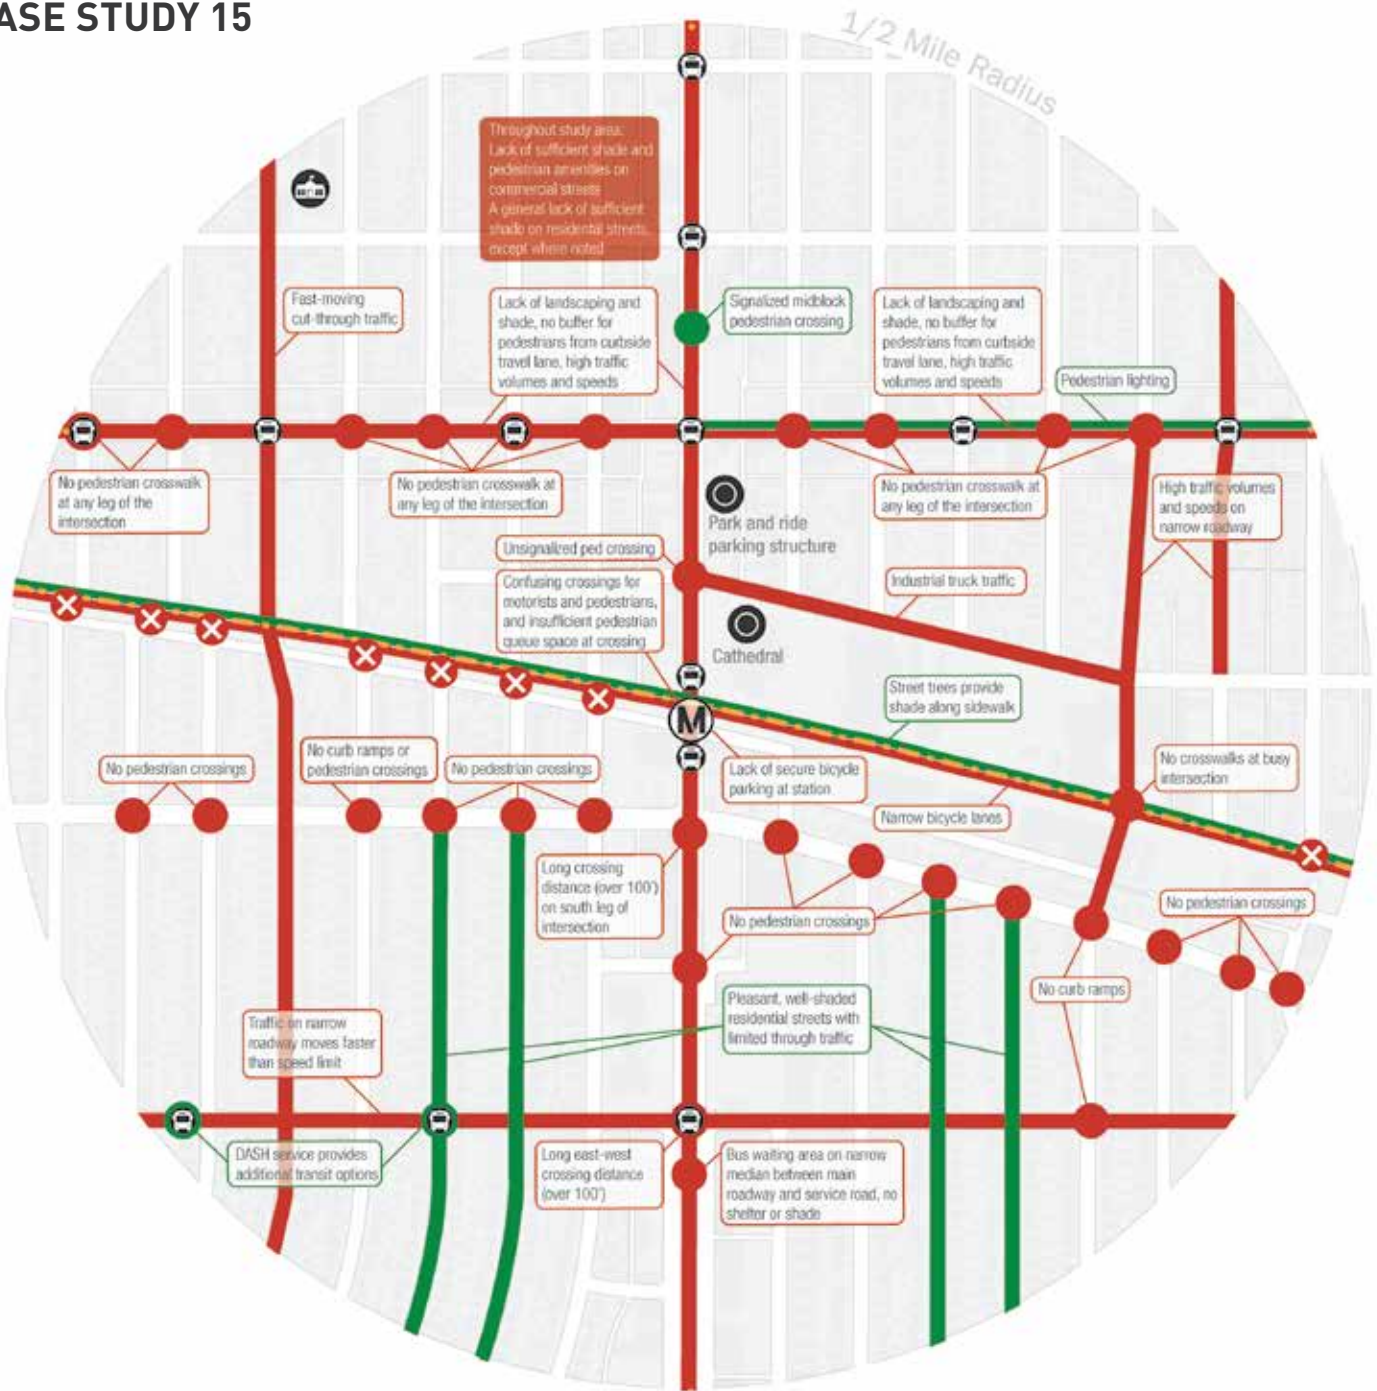 ASE STUDY 15
1/2 Mile Radius
Throughout study area:
Lack of sufficient shade and
pedestrian amenities on
commercial streets
A general lack of sufficient
shade on residental streets,
except where noted
Fast-moving
cut-through traffic
Lack of landscaping and
shade, no buffer for
pedestrians from curbside
travel lane, high traffic
volumes and speeds
Signalized midblock
pedestrian crossing
Lack of landscaping and
shade, no buffer for
pedestrians from curbside
travel lane, high traffic
volumes and speeds
Pedestrian lighting
No pedestrian crosswalk
at any leg of the
intersection
No pedestrian crosswalk at
any leg of the intersection
No pedestrian crosswalk at
any leg of the intersection
High traffic volumes
and speeds on
narrow roadway
Park and ride
parking structure
Unsignalized ped crossing
Confusing crossings for
motorists and pedestrians,
and insufficient pedestrian
queue space at crossing
Industrial truck traffic
Cathedral
Street trees provide
shade along sidewalk
M
No pedestrian crossings
No curb ramps or
pedestrian crossings
No pedestrian crossings
Lack of secure bicycle
parking at station
No crosswalks at busy
intersection
Narrow bicycle lanes
Long crossing
distance (over 100')
on south leg of
intersection
No pedestrian crossings
No pedestrian crossings
No curb ramps
Pleasant, well-shaded
residential streets with
limited through traffic
Traffic on narrow
roadway moves faster
than speed limit
DASH service provides
additional transit options
Long east-west
crossing distance
(over 100')
Bus waiting area on narrow
median between main
roadway and service road, no
shelter or shade